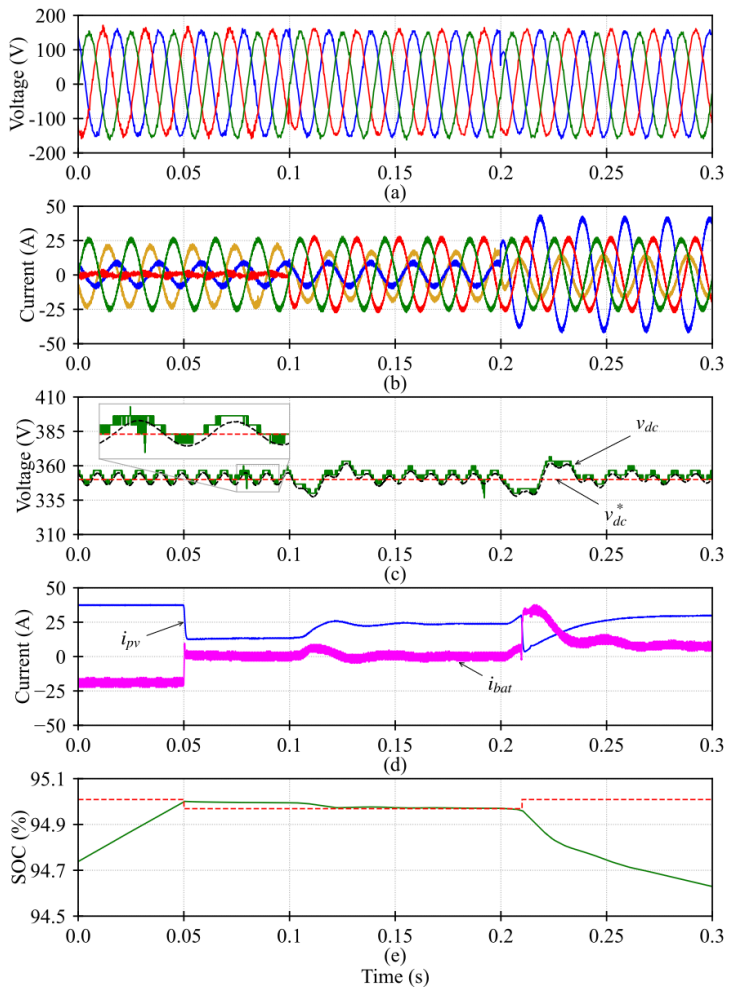 200
100
0
-100
-200
Voltage (V)
0.0 0.05 0.1 0.15 0.2 0.25 0.3
(a)
50
25
0
-25
-50
Current (A)
0.0 0.05 0.1 0.15 0.2 0.25 0.3
(b)
410
385
360
335
310
Voltage (V)
v_dc
v*_dc
0.0 0.05 0.1 0.15 0.2 0.25 0.3
(c)
50
25
0
−25
−50
Current (A)
i_pv
i_bat
0.0 0.05 0.1 0.15 0.2 0.25 0.3
(d)
95.1
94.9
94.7
94.5
SOC (%)
0.0 0.05 0.1 0.15 0.2 0.25 0.3
(e)
Time (s)